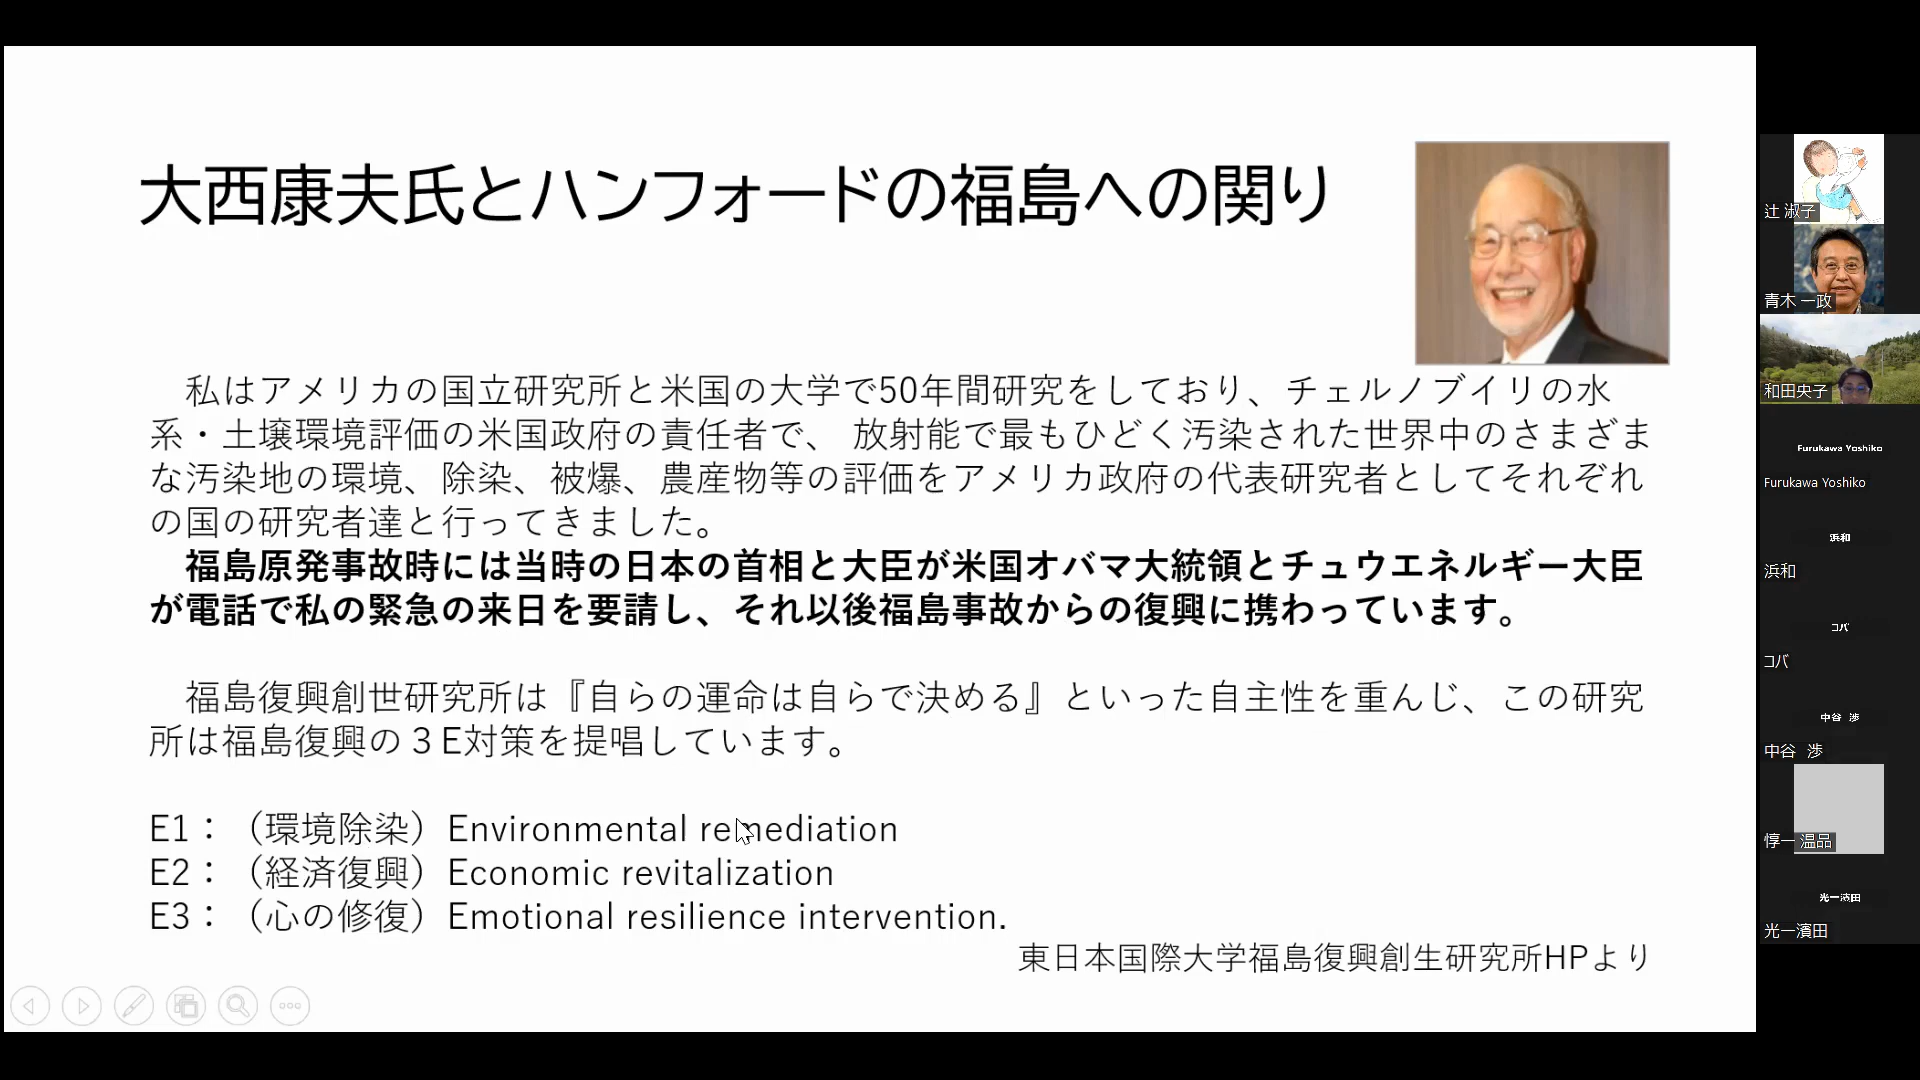 大西康夫氏とハンフォードの福島への関り
私はアメリカの国立研究所と米国の大学で50年間研究をしており、チェルノブイリの水
系・土壌環境評価の米国政府の責任者で、 放射能で最もひどく汚染された世界中のさまざま
な汚染地の環境、除染、被爆、農産物等の評価をアメリカ政府の代表研究者としてそれぞれ
の国の研究者達と行ってきました。
福島原発事故時には当時の日本の首相と大臣が米国オバマ大統領とチュウエネルギー大臣
が電話で私の緊急の来日を要請し、それ以後福島事故からの復興に携わっています。
福島復興創世研究所は『自らの運命は自らで決める』といった自主性を重んじ、この研究
所は福島復興の３E対策を提唱しています。
E1：（環境除染）Environmental remediation
E2：（経済復興）Economic revitalization
E3：（心の修復）Emotional resilience intervention.
東日本国際大学福島復興創生研究所HPより
辻 淑子
青木 一政
和田央子
Furukawa Yoshiko
Furukawa Yoshiko
浜和
浜和
コバ
コバ
中谷 渉
中谷 渉
惇一 温品
光一濱田
光一濱田